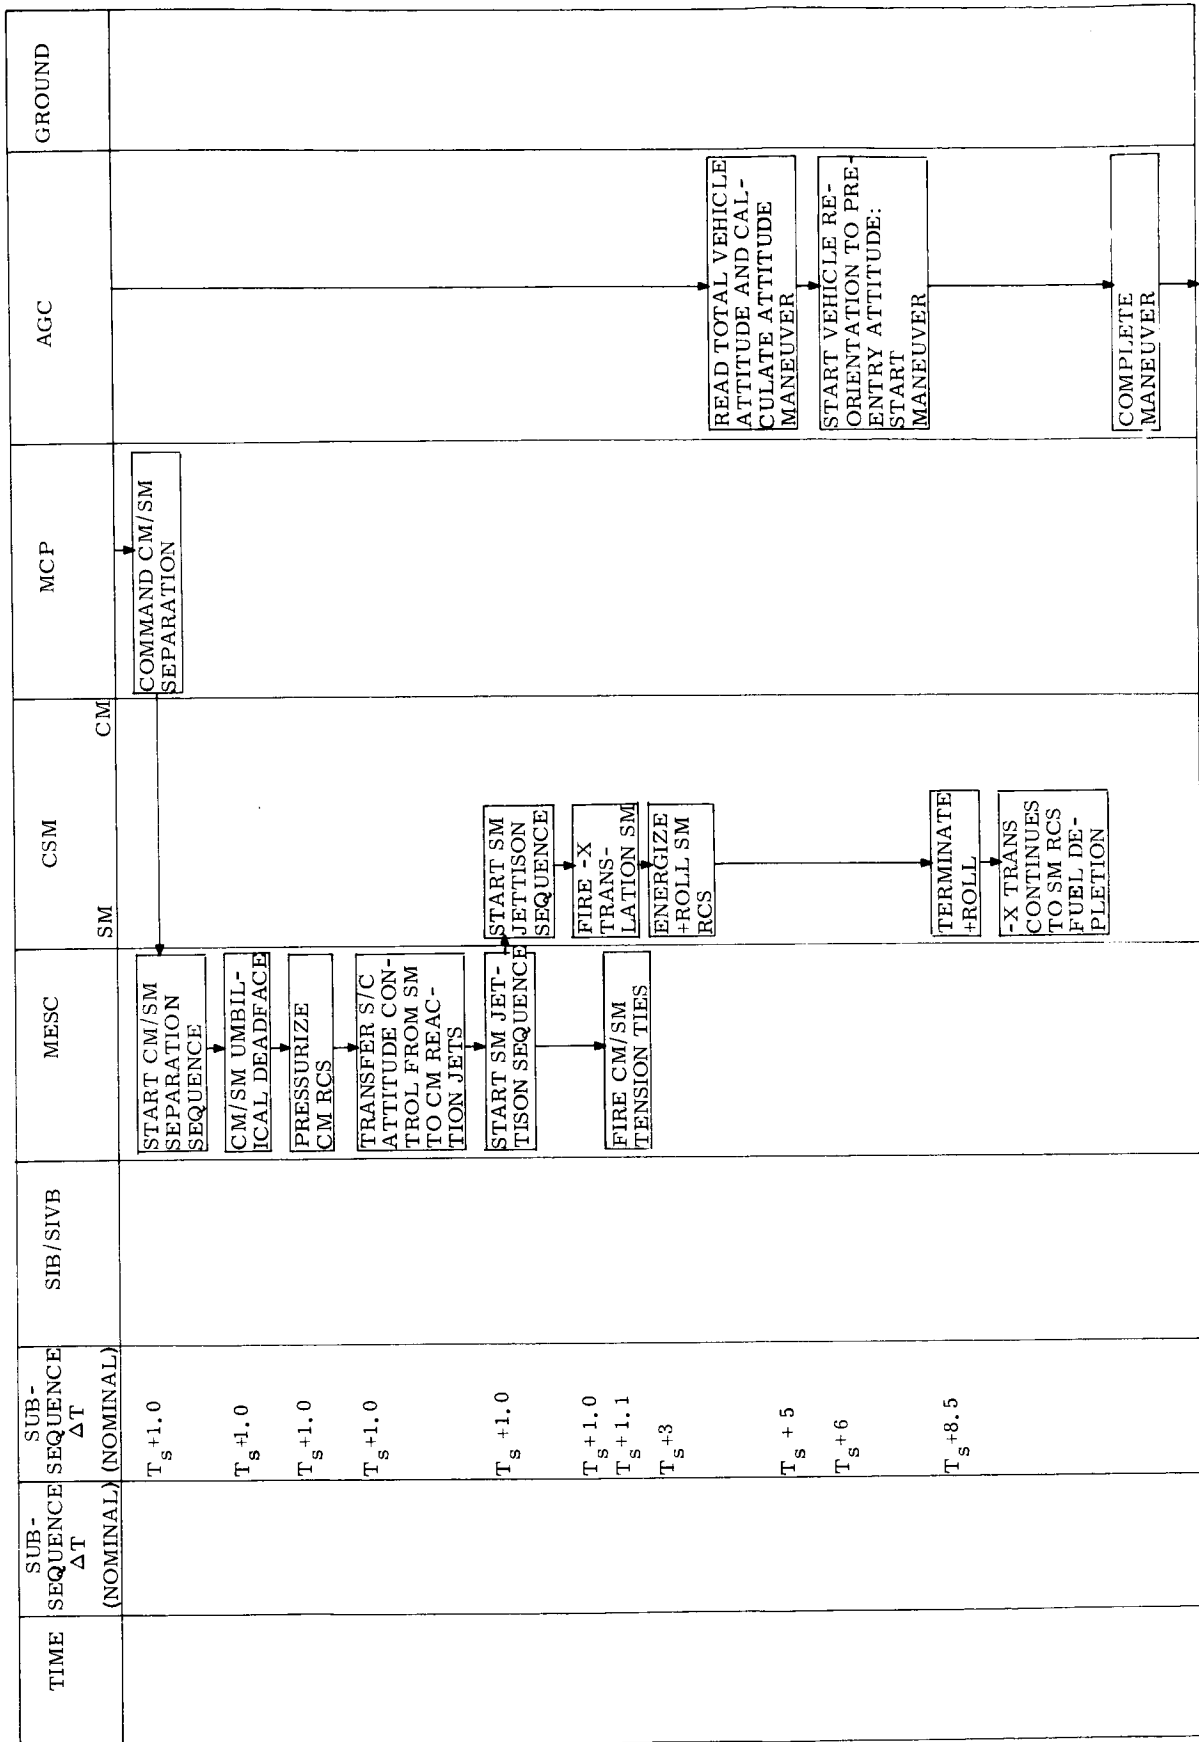 TIME
SUB-
SEQUENCE
ΔT
(NOMINAL)
SUB-
SEQUENCE
ΔT
(NOMINAL)
SIB/SIVB
MESC
CSM
SM
CM
MCP
AGC
GROUND
Ts+1.0
Ts+1.0
Ts+1.0
Ts+1.0
Ts+1.0
Ts+1.0
Ts+1.1
Ts+3
Ts+5
Ts+6
Ts+8.5
START CM/SM
SEPARATION
SEQUENCE
CM/SM UMBIL-
ICAL DEADFACE
PRESSURIZE
CM RCS
TRANSFER S/C
ATTITUDE CON-
TROL FROM SM
TO CM REAC-
TION JETS
START SM JET-
TISON SEQUENCE
FIRE CM/SM
TENSION TIES
START SM
JETTISON
SEQUENCE
FIRE -X
TRANS-
LATION SM
ENERGIZE
+ROLL SM
RCS
TERMINATE
+ROLL
-X TRANS
CONTINUES
TO SM RCS
FUEL DE-
PLETION
COMMAND CM/SM
SEPARATION
READ TOTAL VEHICLE
ATTITUDE AND CAL-
CULATE ATTITUDE
MANEUVER
START VEHICLE RE-
ORIENTATION TO PRE-
ENTRY ATTITUDE:
START
MANEUVER
COMPLETE
MANEUVER